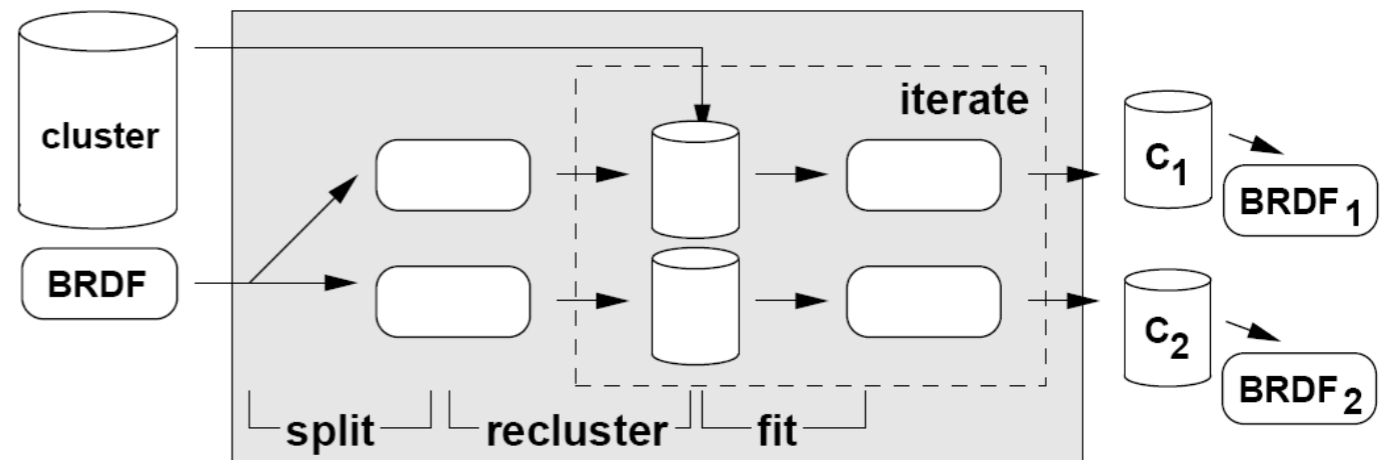 cluster
BRDF
iterate
split
recluster
fit
C1
BRDF1
C2
BRDF2